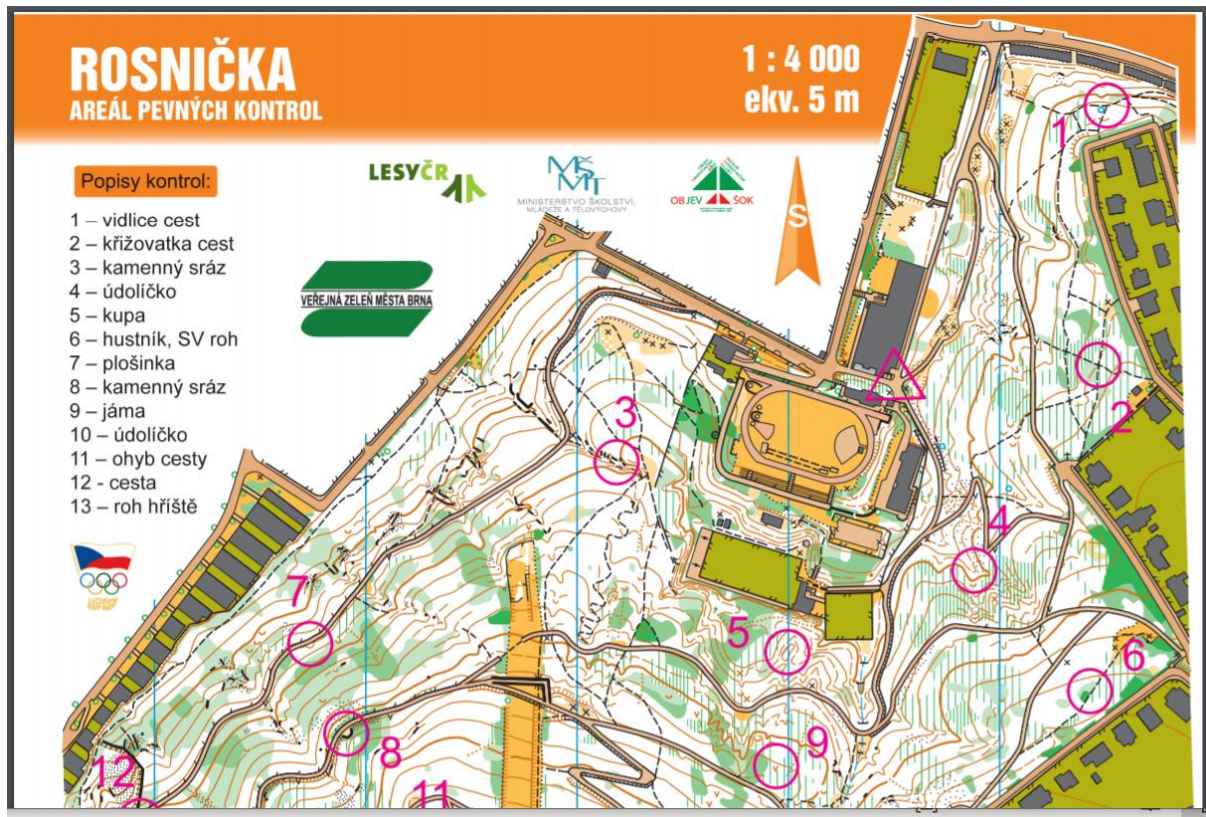 ROSNIČKA
AREÁL PEVNÝCH KONTROL
1 : 4 000
ekv. 5 m
LESYČR
MŠMT
MINISTERSTVO ŠKOLSTVÍ,
MLÁDEŽE A TĚLOVÝCHOVY
OBJEV ŠOK
S
VEŘEJNÁ ZELEŇ MĚSTA BRNA
Popisy kontrol:
1 – vidlice cest
2 – křižovatka cest
3 – kamenný sráz
4 – údolíčko
5 – kupa
6 – hustník, SV roh
7 – plošinka
8 – kamenný sráz
9 – jáma
10 – údolíčko
11 – ohyb cesty
12 - cesta
13 – roh hříště
1
2
3
4
5
6
7
8
9
11
12